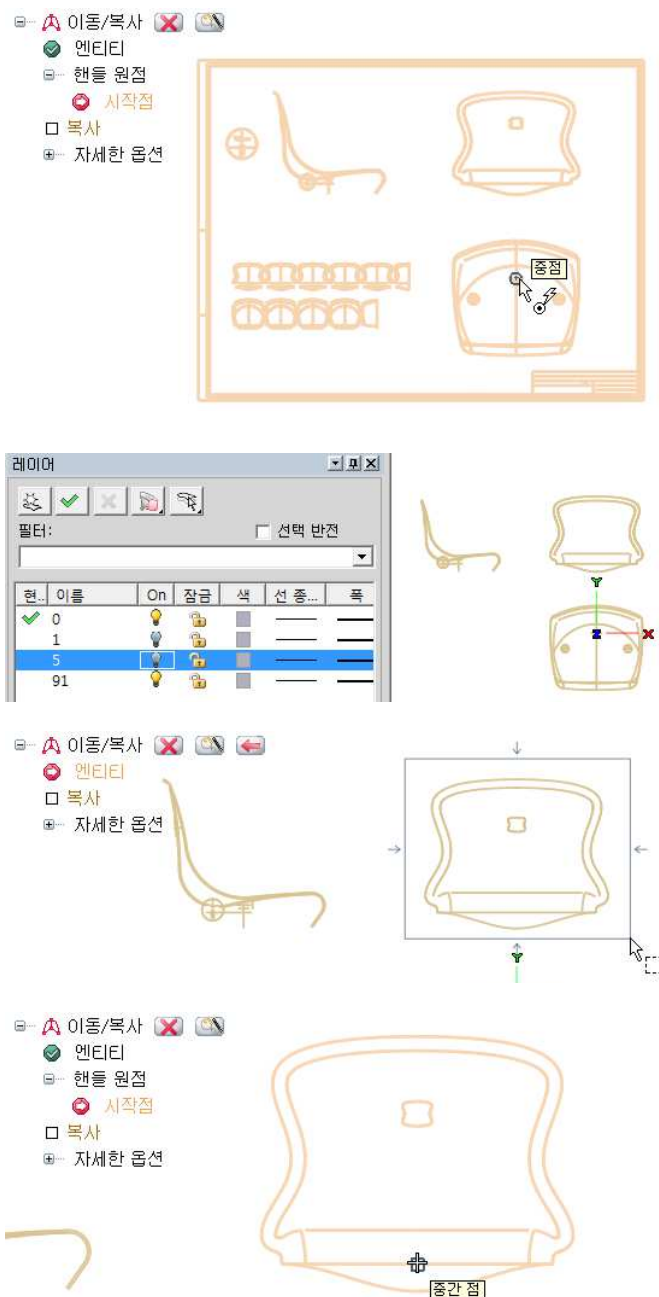 이동/복사
엔티티
핸들 원점
시작점
복사
자세한 옵션
중점
레이어
필터:
선택 반전
현.. 이름 On 잠금 색 선 종... 폭
0
1
5
91
Y
Z X
이동/복사
엔티티
복사
자세한 옵션
Y
이동/복사
엔티티
핸들 원점
시작점
복사
자세한 옵션
중간 점